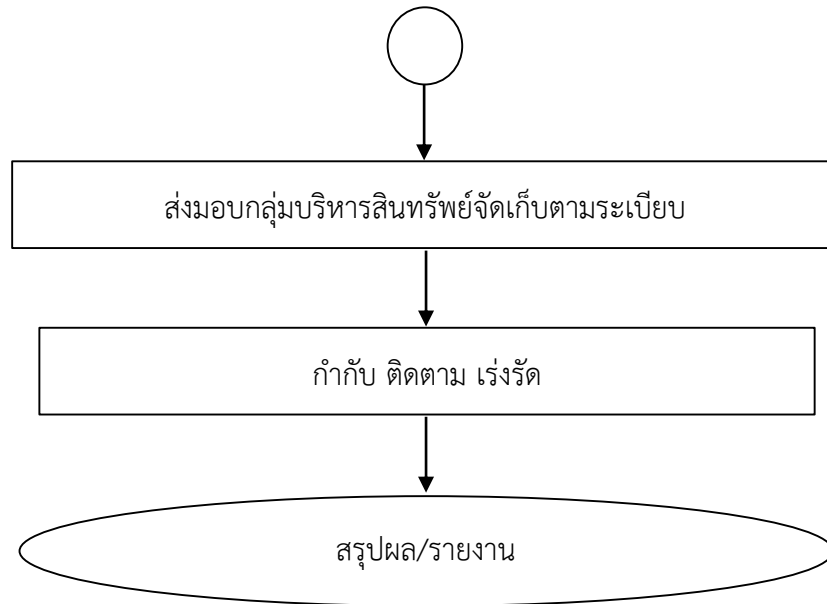 ส่งมอบกลุ่มบริหารสินทรัพย์จัดเก็บตามระเบียบ
กำกับ ติดตาม เร่งรัด
สรุปผล/รายงาน